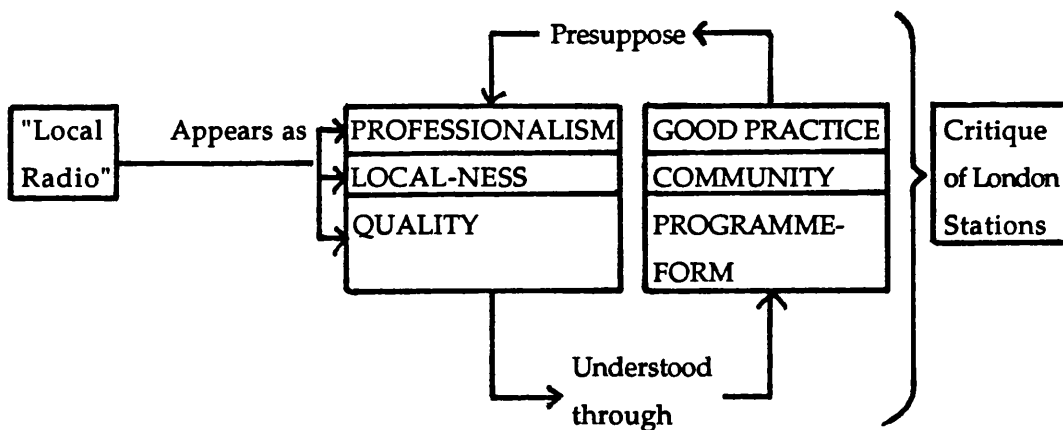 Presuppose
"Local
Radio"
Appears as
PROFESSIONALISM
LOCAL-NESS
QUALITY
GOOD PRACTICE
COMMUNITY
PROGRAMME-
FORM
Critique
of London
Stations
Understood
through